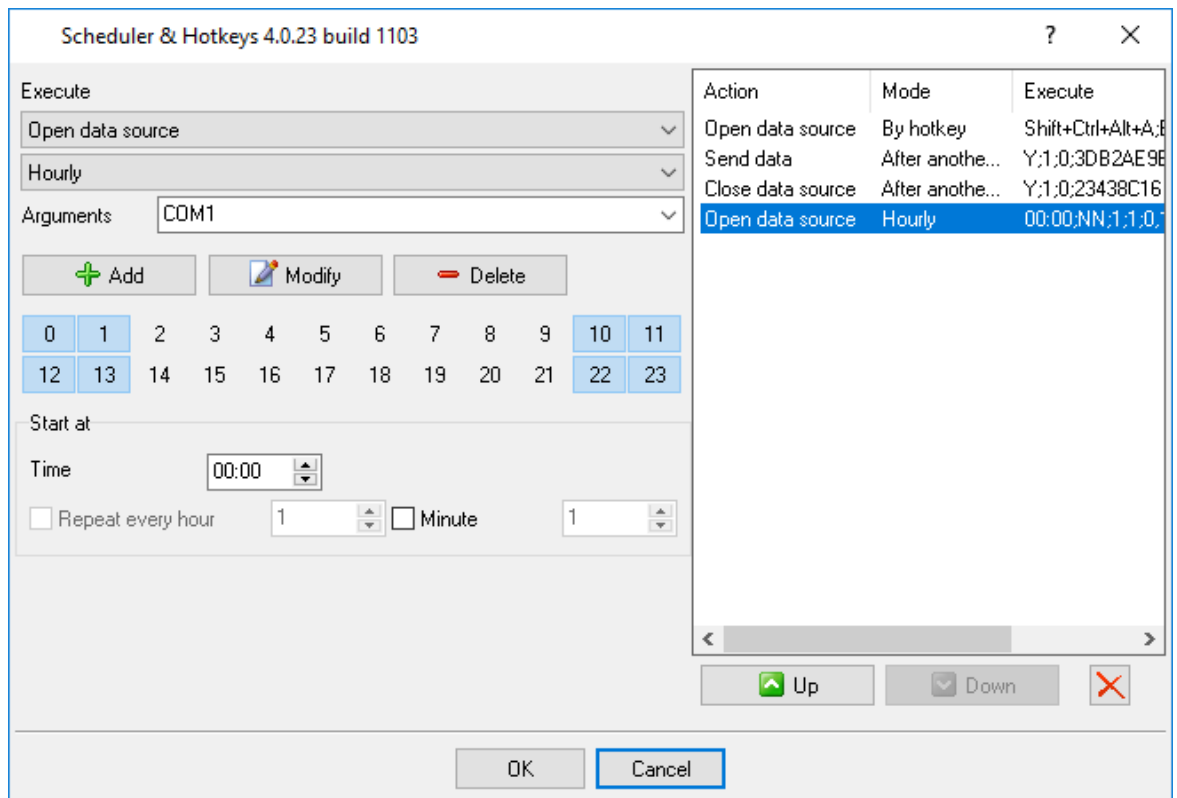 Scheduler & Hotkeys 4.0.23 build 1103 ?
Execute
Open data source
Hourly
Arguments COM1
Add Modify Delete
0 1 2 3 4 5 6 7 8 9 10 11
12 13 14 15 16 17 18 19 20 21 22 23
Start at
Time 00:00
Repeat every hour 1 Minute 1
Action Mode Execute
Open data source By hotkey Shift+Ctrl+Alt+A;
Send data After anothe... Y;1;0;3DB2AE9
Close data source After anothe... Y;1;0;23438C16
Open data source Hourly 00:00;NN;1;1;0,
Up Down
OK Cancel